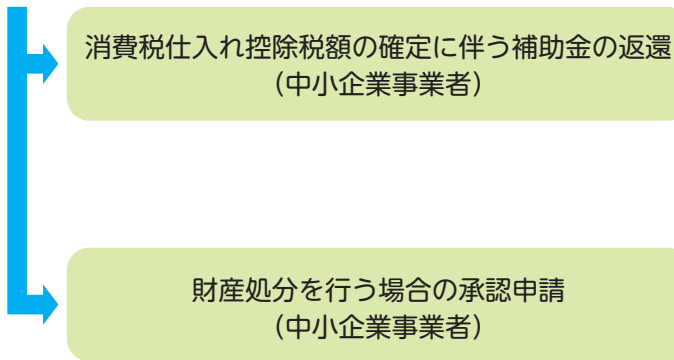 消費税仕入れ控除税額の確定に伴う補助金の返還
（中小企業事業者）
財産処分を行う場合の承認申請
（中小企業事業者）